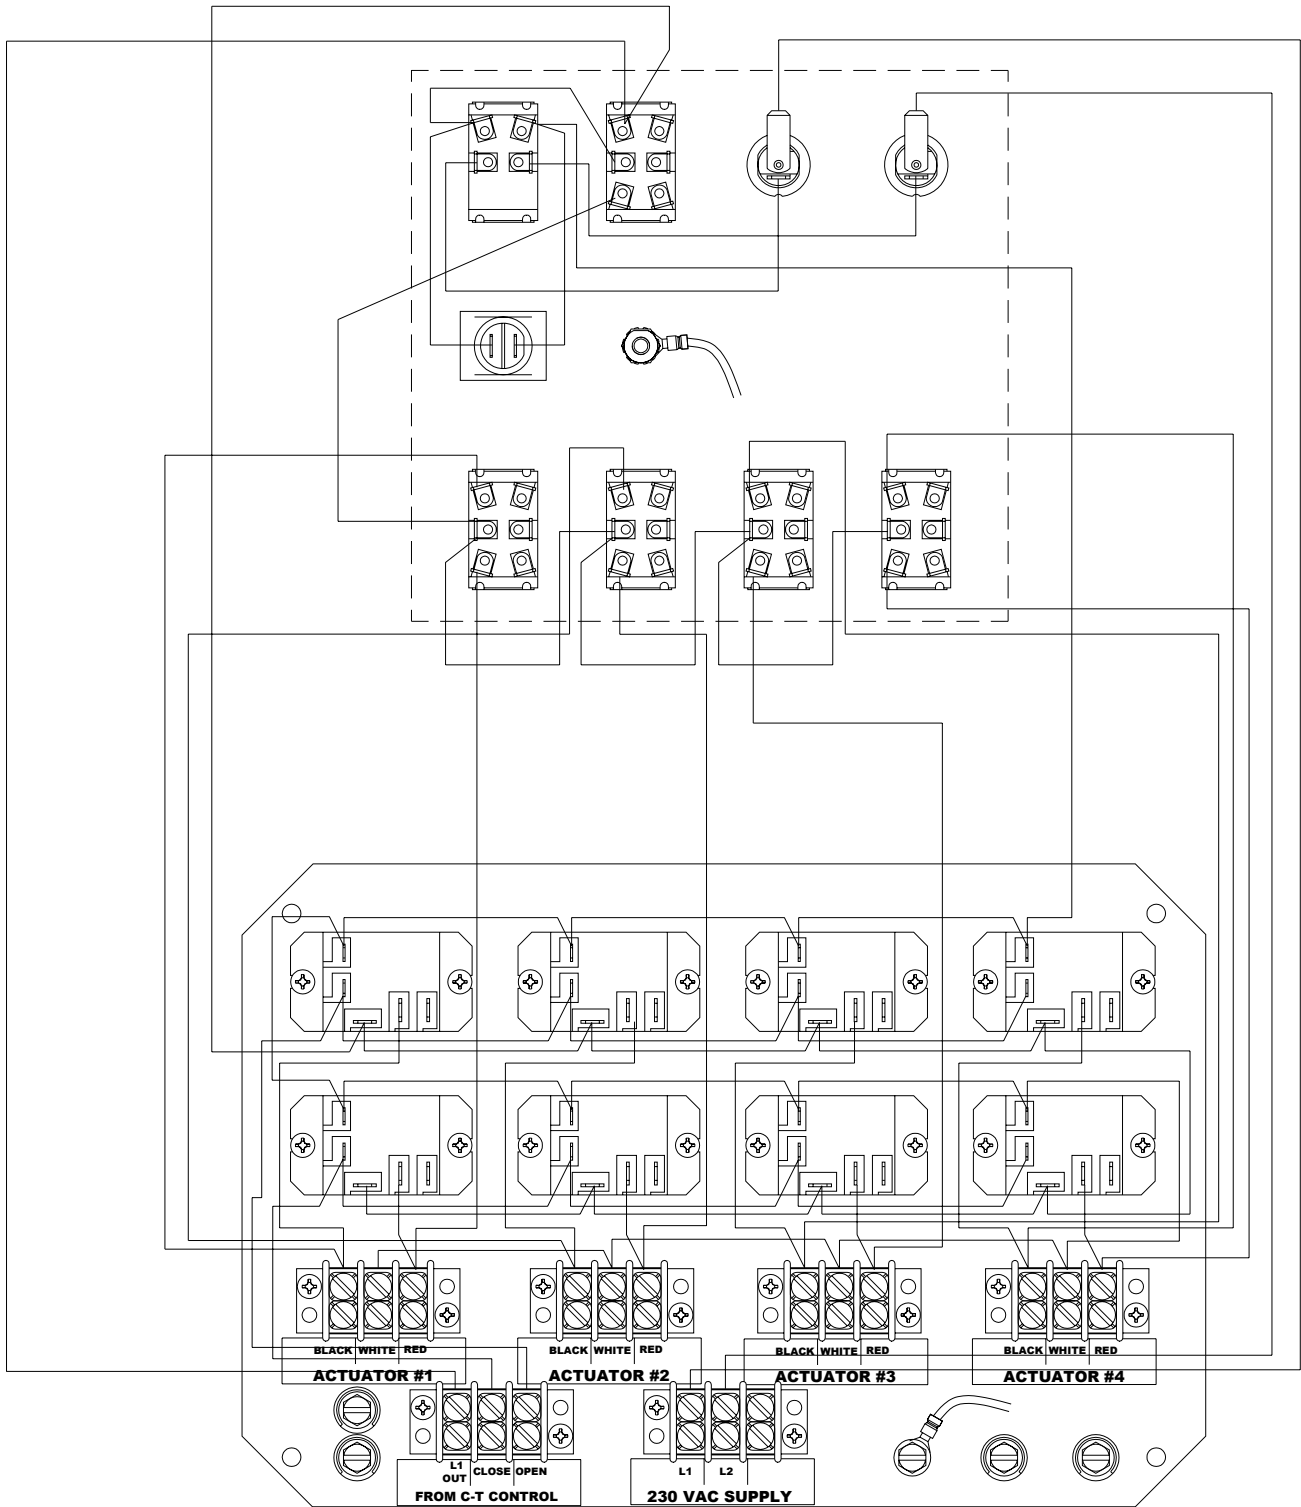 BLACK WHITE RED
ACTUATOR #1
BLACK WHITE RED
ACTUATOR #2
BLACK WHITE RED
ACTUATOR #3
BLACK WHITE RED
ACTUATOR #4
L1
OUT CLOSE OPEN
FROM C-T CONTROL
L1 L2
230 VAC SUPPLY